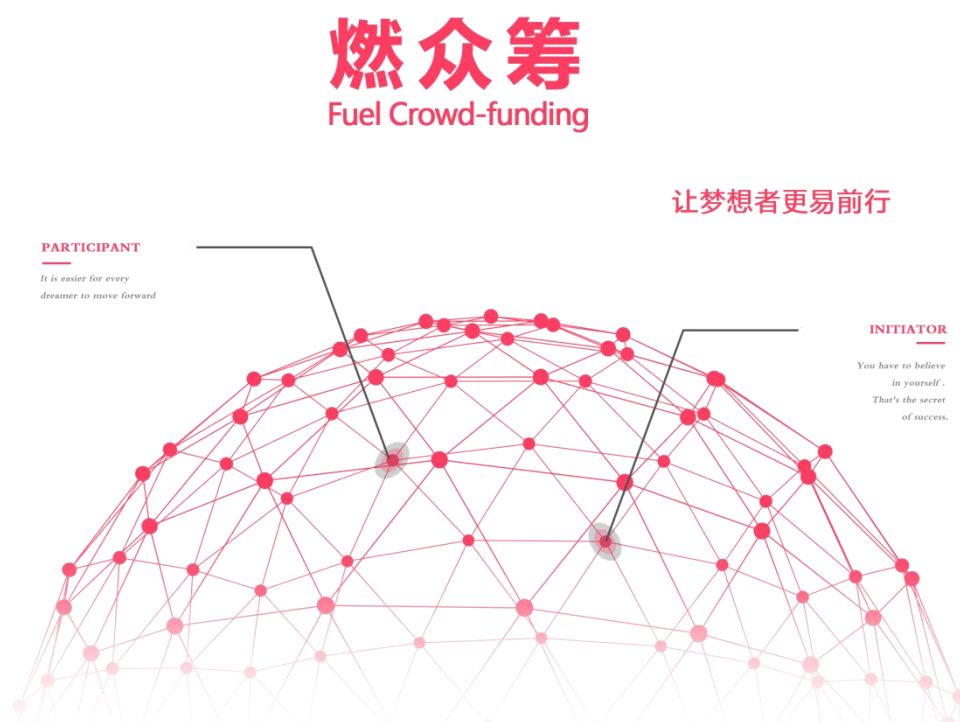 燃众筹
Fuel Crowd-funding
让梦想者更易前行
PARTICIPANT
It is easier for every
dreamer to move forward
INITIATOR
You have to believe
in yourself .
That's the secret
of success.